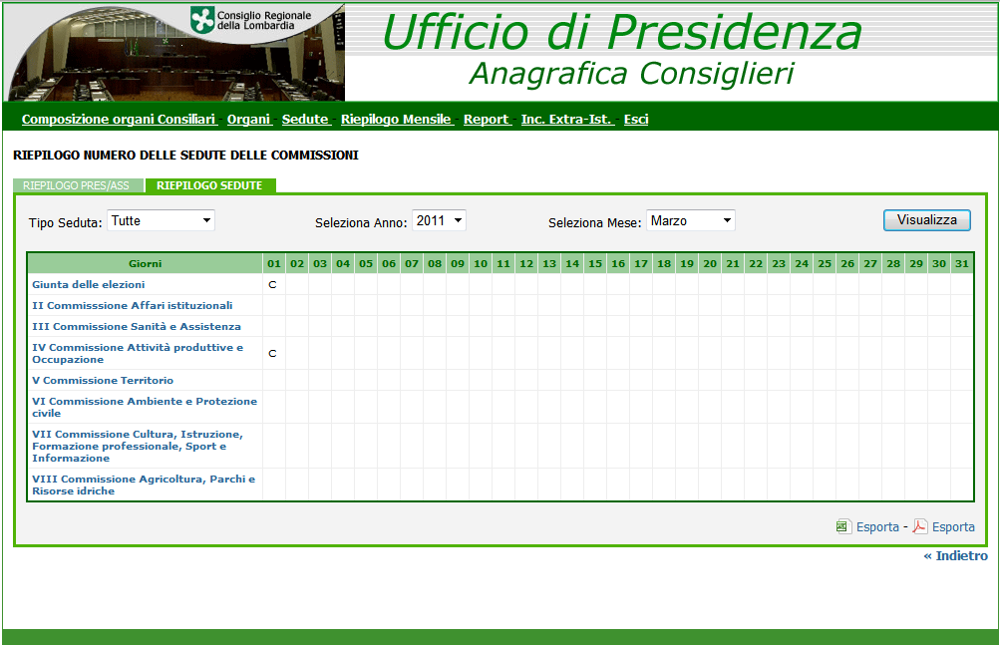 Consiglio Regionale
della Lombardia
Ufficio di Presidenza
Anagrafica Consiglieri
Composizione organi Consiliari - Organi - Sedute - Riepilogo Mensile - Report - Inc. Extra-Ist. - Esci
RIEPILOGO NUMERO DELLE SEDUTE DELLE COMMISSIONI
RIEPILOGO PRES/ASS RIEPILOGO SEDUTE
Tipo Seduta: Tutte Seleziona Anno: 2011 Seleziona Mese: Marzo Visualizza
Giorni 01 02 03 04 05 06 07 08 09 10 11 12 13 14 15 16 17 18 19 20 21 22 23 24 25 26 27 28 29 30 31
Giunta delle elezioni C
II Commisssione Affari istituzionali
III Commisssione Sanità e Assistenza
IV Commissione Attività produttive e
Occupazione C
V Commissione Territorio
VI Commissione Ambiente e Protezione
civile
VII Commissione Cultura, Istruzione,
Formazione professionale, Sport e
Informazione
VIII Commissione Agricoltura, Parchi e
Risorse idriche
Esporta - Esporta
« Indietro